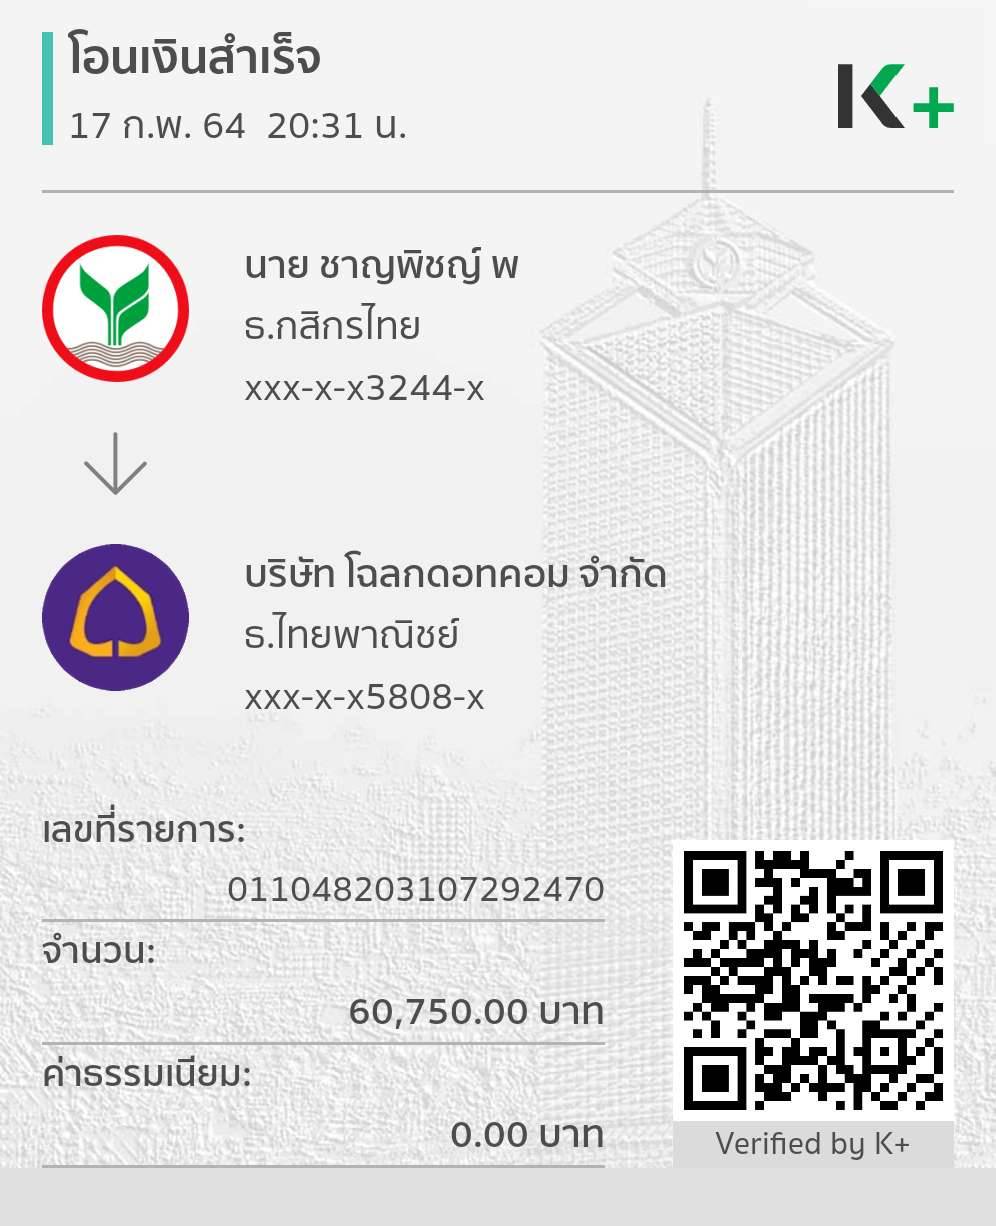 โอนเงินสำเร็จ
17 ก.พ. 64 20:31 น.
K+
นาย ชาญพิชญ์ พ
ธ.กสิกรไทย
xxx-x-x3244-x
บริษัท โฉลกดอทคอม จำกัด
ธ.ไทยพาณิชย์
xxx-x-x5808-x
เลขที่รายการ:
011048203107292470
จำนวน:
60,750.00 บาท
ค่าธรรมเนียม:
0.00 บาท
Verified by K+